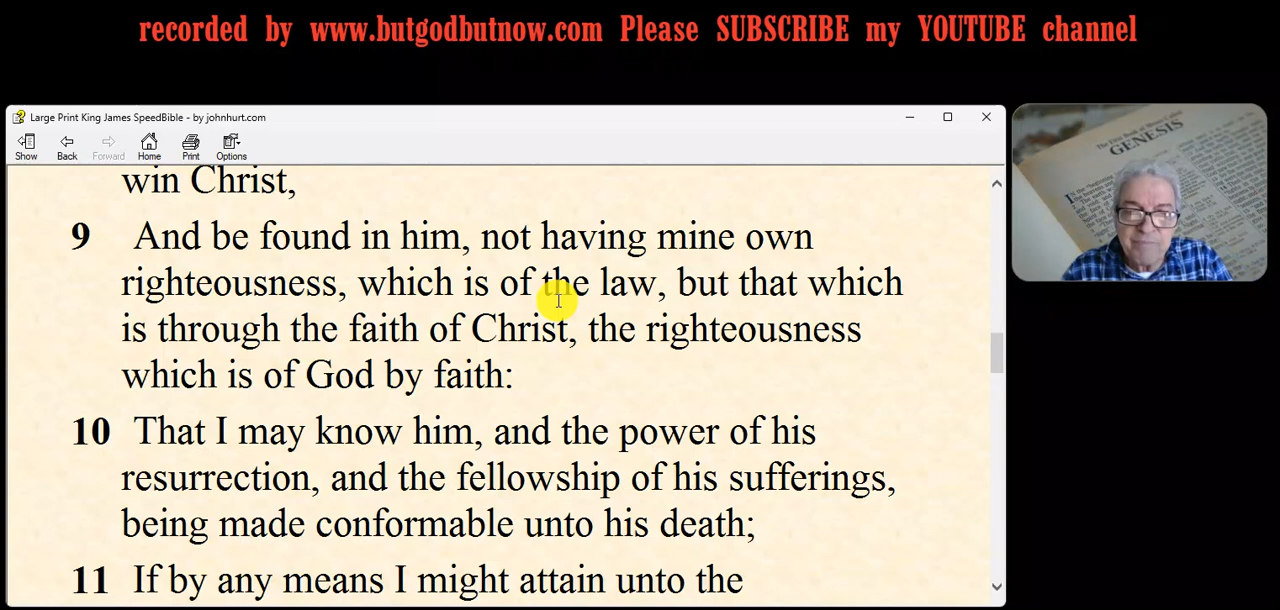 recorded by www.butgodbutnow.com Please SUBSCRIBE my YOUTUBE channel
Large Print King James SpeedBible - by johnhurt.com
Show Back Forward Home Print Options
win Christ,
9 And be found in him, not having mine own
righteousness, which is of the law, but that which
is through the faith of Christ, the righteousness
which is of God by faith:
10 That I may know him, and the power of his
resurrection, and the fellowship of his sufferings,
being made conformable unto his death;
11 If by any means I might attain unto the
GENESIS